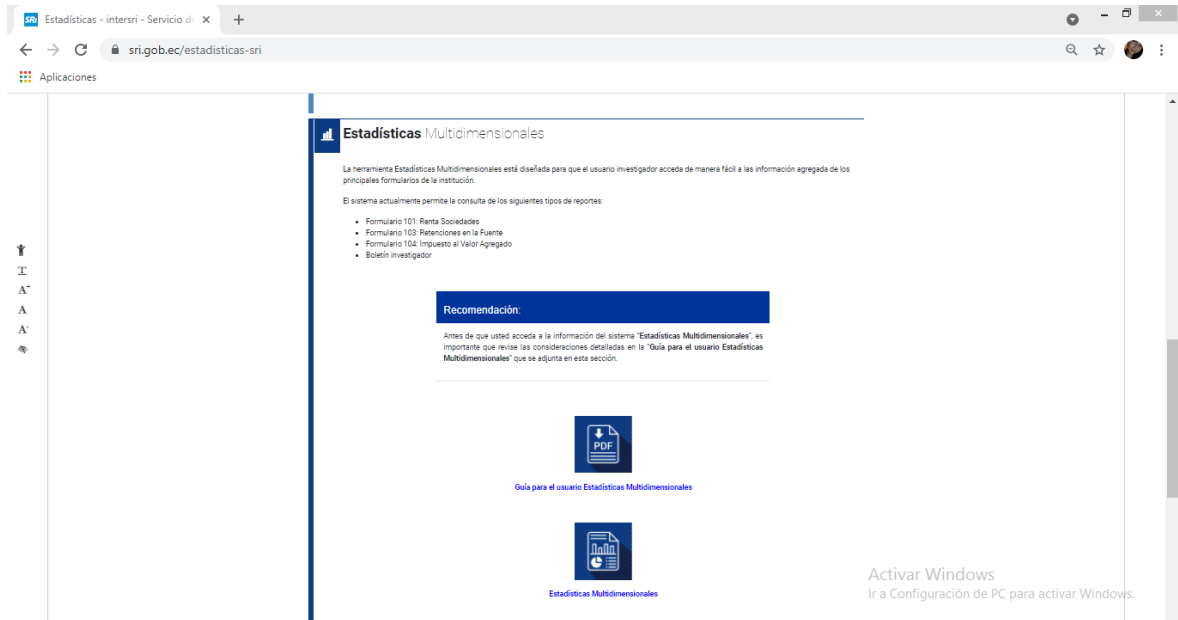 SRi Estadísticas - intersri - Servicio de
sri.gob.ec/estadisticas-sri
Aplicaciones
Estadísticas Multidimensionales
La herramienta Estadísticas Multidimensionales está diseñada para que el usuario investigador acceda de manera fácil a las información agregada de los
principales formularios de la institución.
El sistema actualmente permite la consulta de los siguientes tipos de reportes:
• Formulario 101: Renta Sociedades
• Formulario 103: Retenciones en la Fuente
• Formulario 104: Impuesto al Valor Agregado
• Boletín investigador
T
A+
A
A-
Recomendación:
Antes de que usted acceda a la información del sistema "Estadísticas Multidimensionales", es
importante que revise las consideraciones detalladas en la "Guía para el usuario Estadísticas
Multidimensionales" que se adjunta en esta sección.
PDF
Guía para el usuario Estadísticas Multidimensionales
Estadísticas Multidimensionales
Activar Windows
Ir a Configuración de PC para activar Windows.